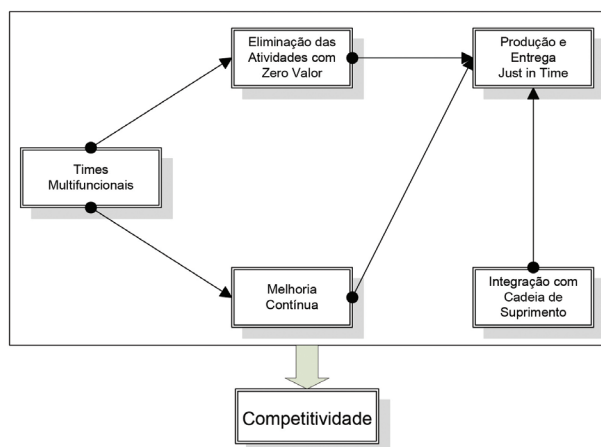 Eliminação das
Atividades com
Zero Valor
Produção e
Entrega
Just in Time
Times
Multifuncionais
Melhoria
Contínua
Integração com
Cadeia de
Suprimento
Competitividade